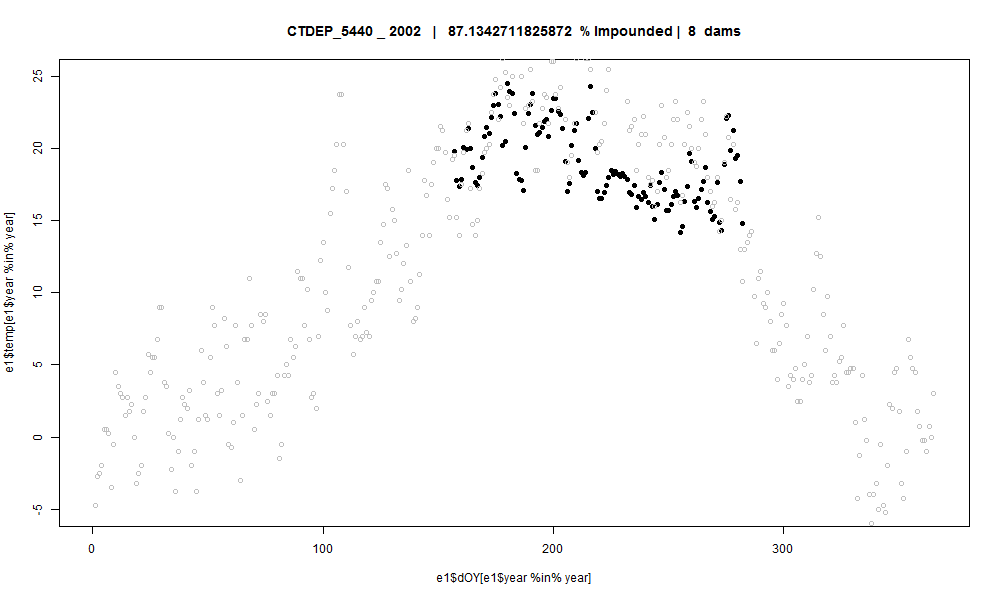 CTDEP_5440 _ 2002 | 87.1342711825872 % Impounded | 8 dams
e1$temp[e1$year %in% year]
25
20
15
10
5
0
-5
0 100 200 300
e1$dOY[e1$year %in% year]